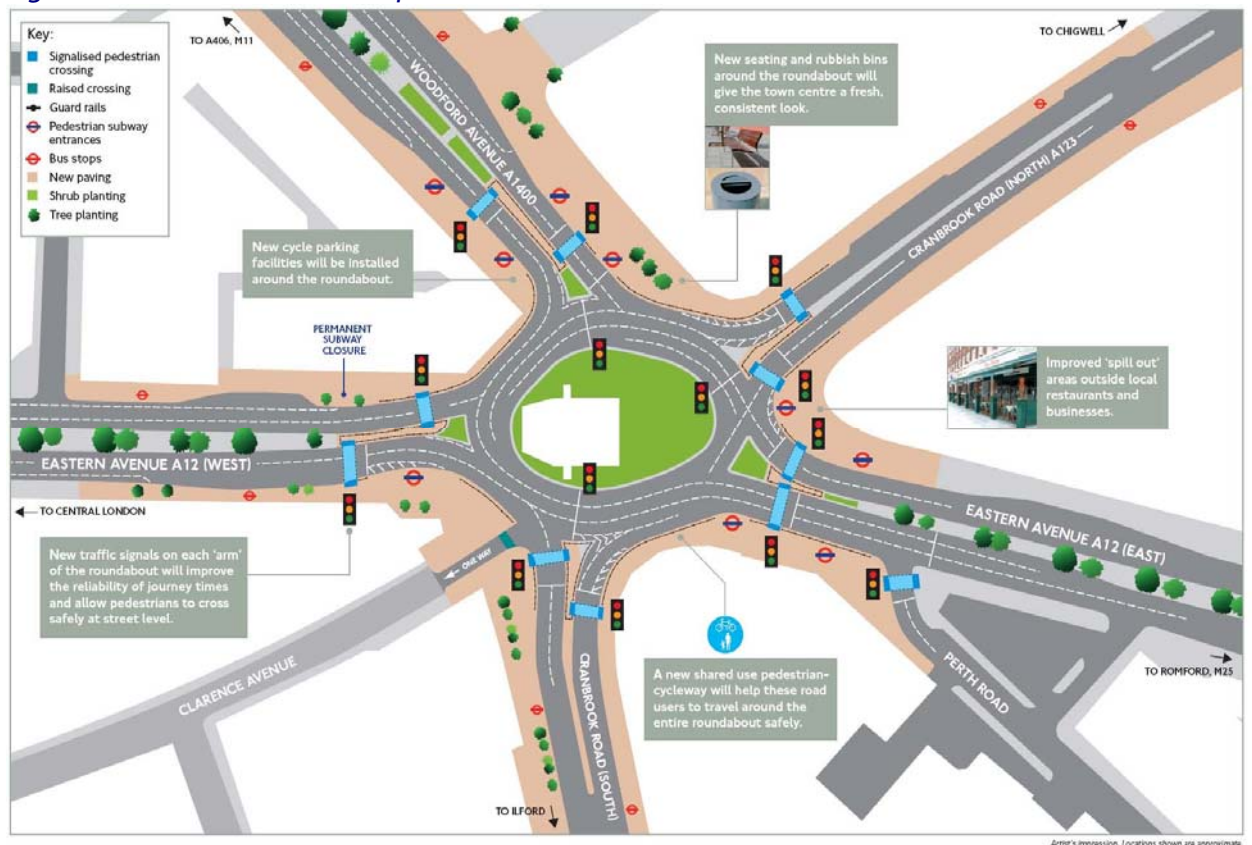 TO A406, M11
TO CHIGWELL
Key:
Signalised pedestrian
crossing
Raised crossing
Guard rails
Pedestrian subway
entrances
Bus stops
New paving
Shrub planting
Tree planting
WOODFORD AVENUE A1400
New seating and rubbish bins
around the roundabout will
give the town centre a fresh,
consistent look.
CRANBROOK ROAD (NORTH) A123
New cycle parking
facilities will be installed
around the roundabout.
PERMANENT
SUBWAY
CLOSURE
Improved 'spill out'
areas outside local
restaurants and
businesses.
EASTERN AVENUE A12 (WEST)
TO CENTRAL LONDON
EASTERN AVENUE A12 (EAST)
New traffic signals on each 'arm'
of the roundabout will improve
the reliability of journey times
and allow pedestrians to cross
safely at street level.
ONE WAY
CLARENCE AVENUE
CRANBROOK ROAD (SOUTH)
A new shared use pedestrian-
cycleway will help these road
users to travel around the
entire roundabout safely.
PERTH ROAD
TO ROMFORD, M25
TO ILFORD
Artist's impression. Locations shown are approximate.